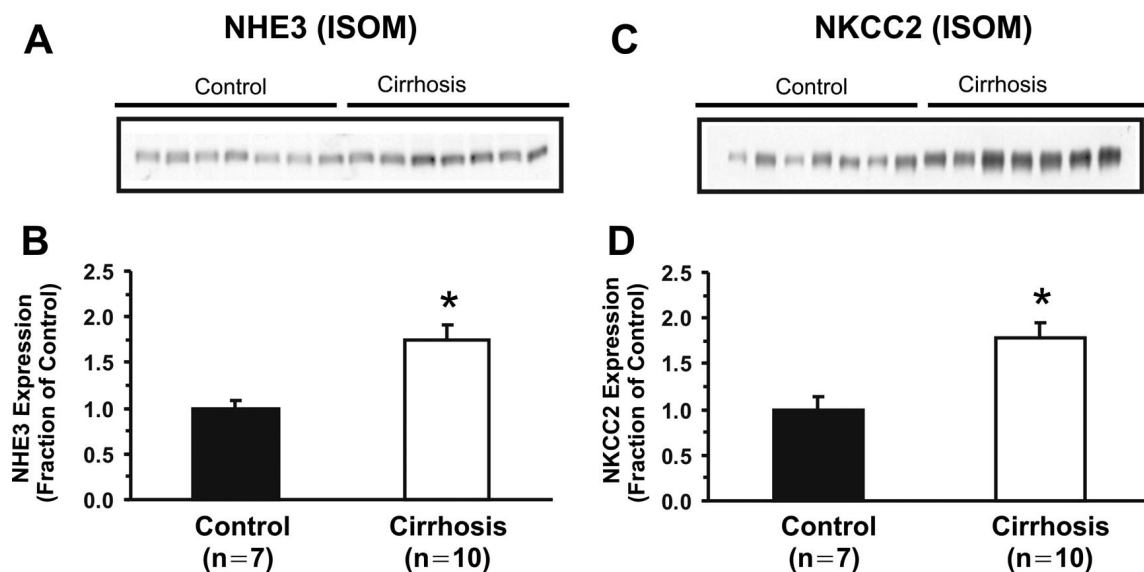 A
NHE3 (ISOM)
Control
Cirrhosis
B
NHE3 Expression
(Fraction of Control)
2.5
2.0
1.5
1.0
0.5
0.0
*
Control
(n=7)
Cirrhosis
(n=10)
C
NKCC2 (ISOM)
Control
Cirrhosis
D
NKCC2 Expression
(Fraction of Control)
2.5
2.0
1.5
1.0
0.5
0.0
*
Control
(n=7)
Cirrhosis
(n=10)